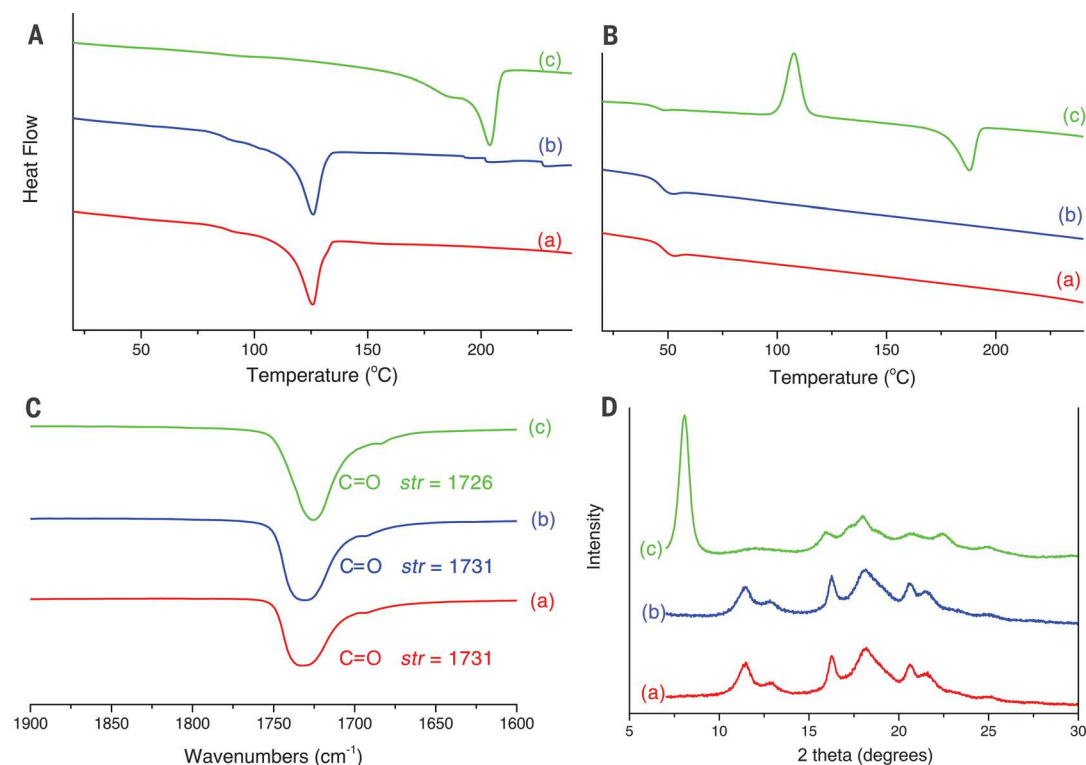 A
Heat Flow
(c)
(b)
(a)
50
100
150
200
Temperature (°C)
B
(c)
(b)
(a)
50
100
150
200
Temperature (°C)
C
(c)
C=O str = 1726
(b)
C=O str = 1731
(a)
C=O str = 1731
1900
1850
1800
1750
1700
1650
1600
Wavenumbers (cm⁻¹)
D
Intensity
(c)
(b)
(a)
5
10
15
20
25
30
2 theta (degrees)